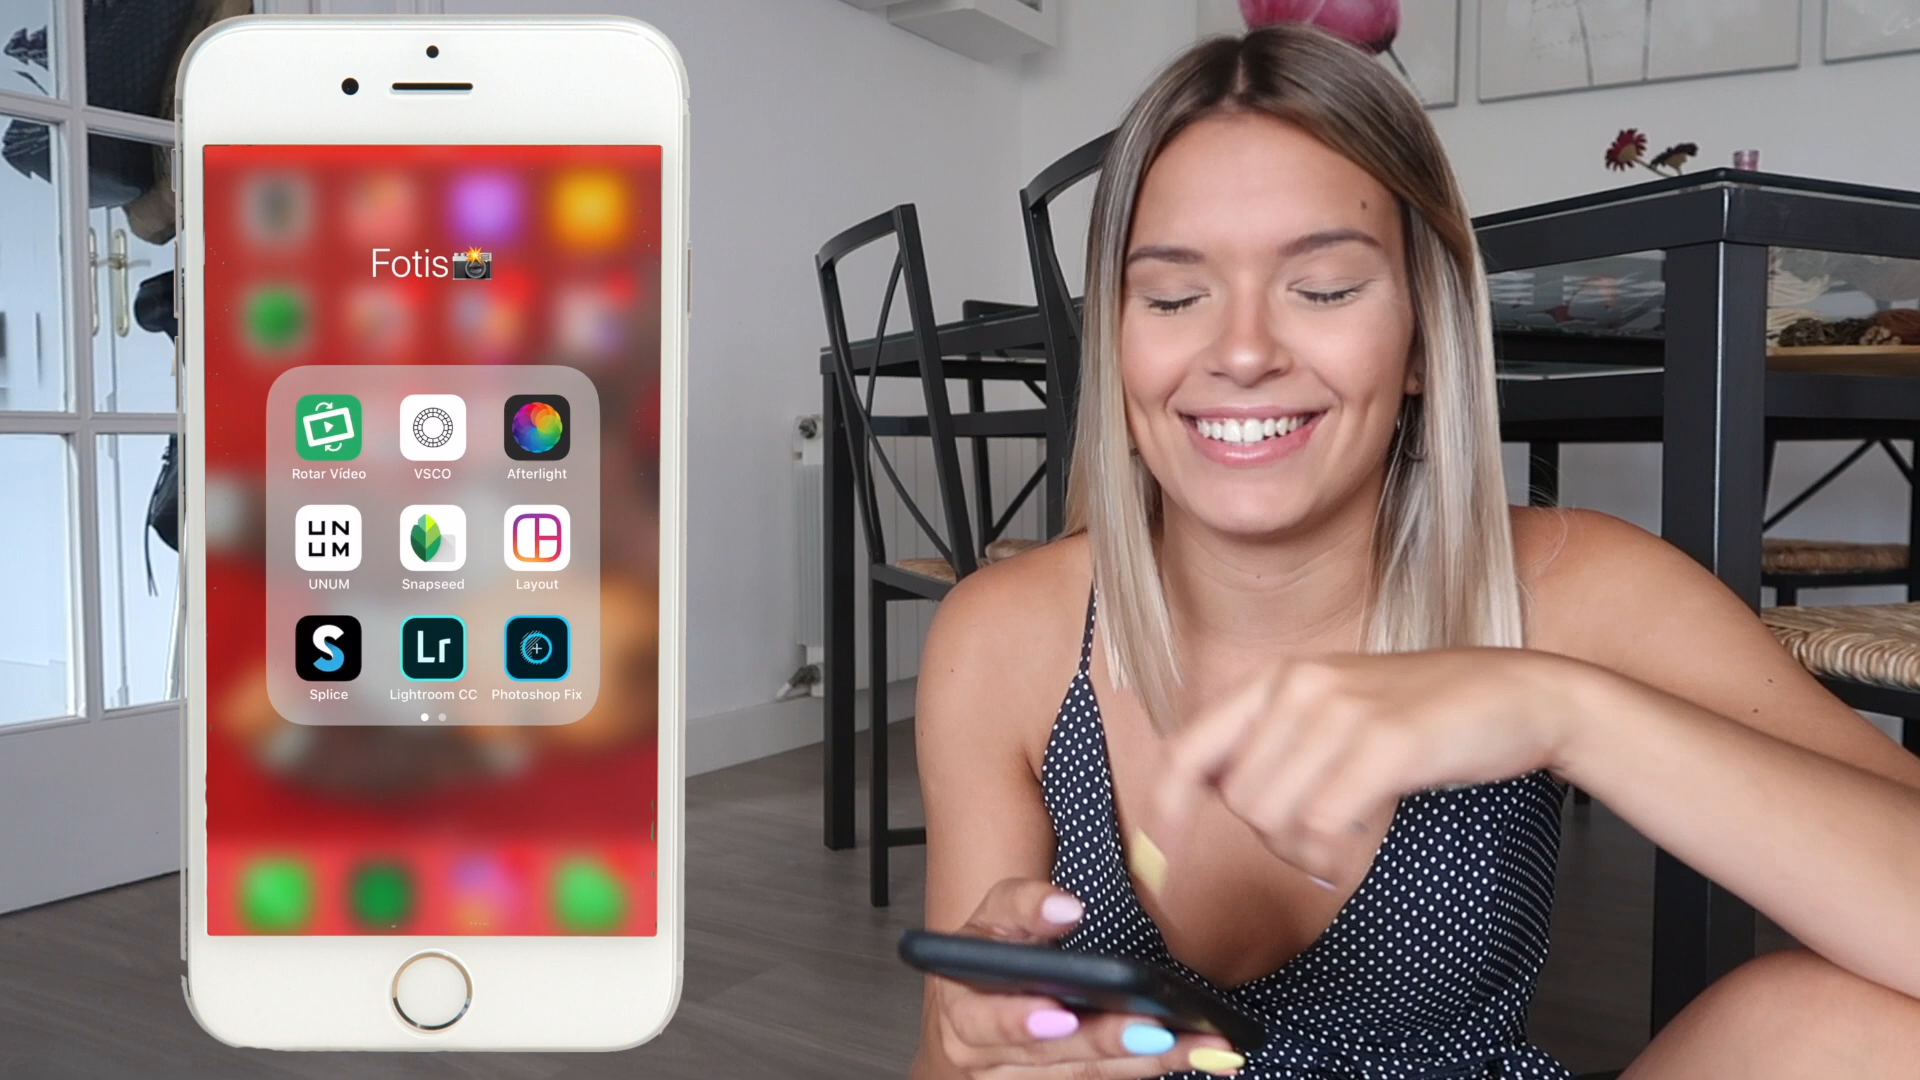 Fotis📸
Rotar Vídeo
VSCO
Afterlight
UN
UM
UNUM
Snapseed
Layout
S
Splice
Lr
Lightroom CC
Photoshop Fix